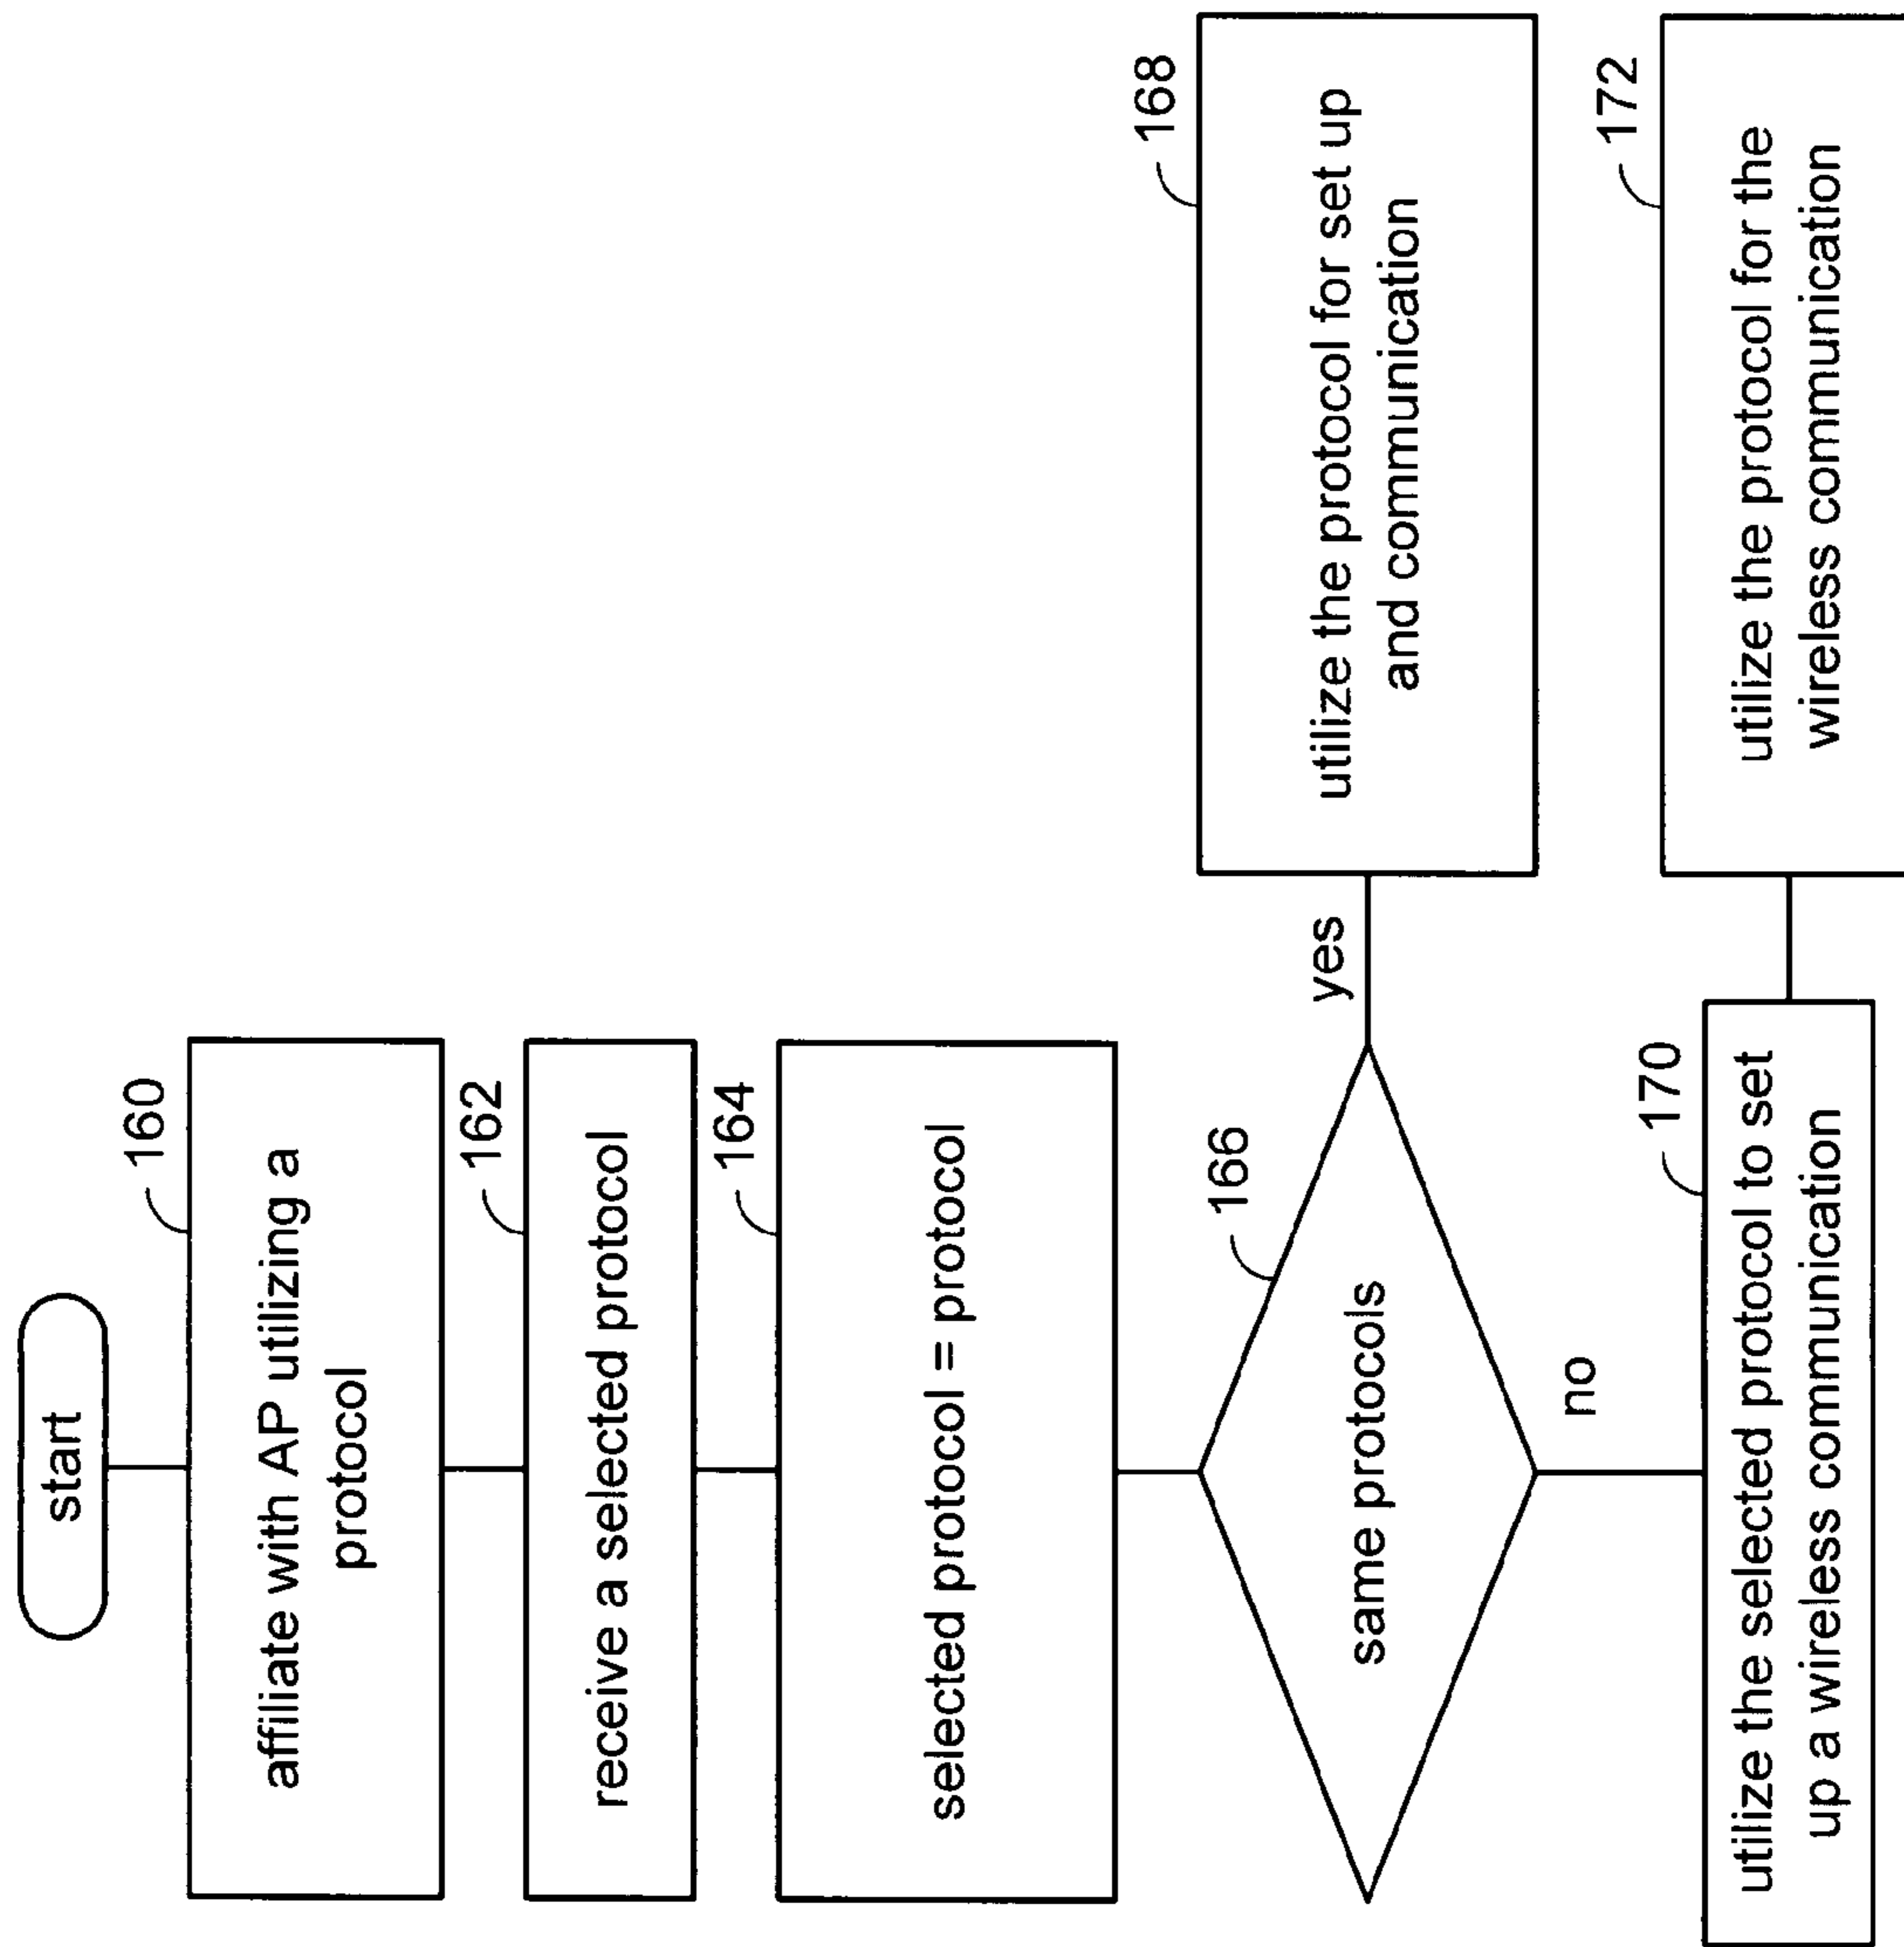 start
160
affiliate with AP utilizing a
protocol
162
receive a selected protocol
164
selected protocol = protocol
166
same protocols
yes
168
utilize the protocol for set up
and communication
no
170
utilize the selected protocol to set
up a wireless communication
172
utilize the protocol for the
wireless communication